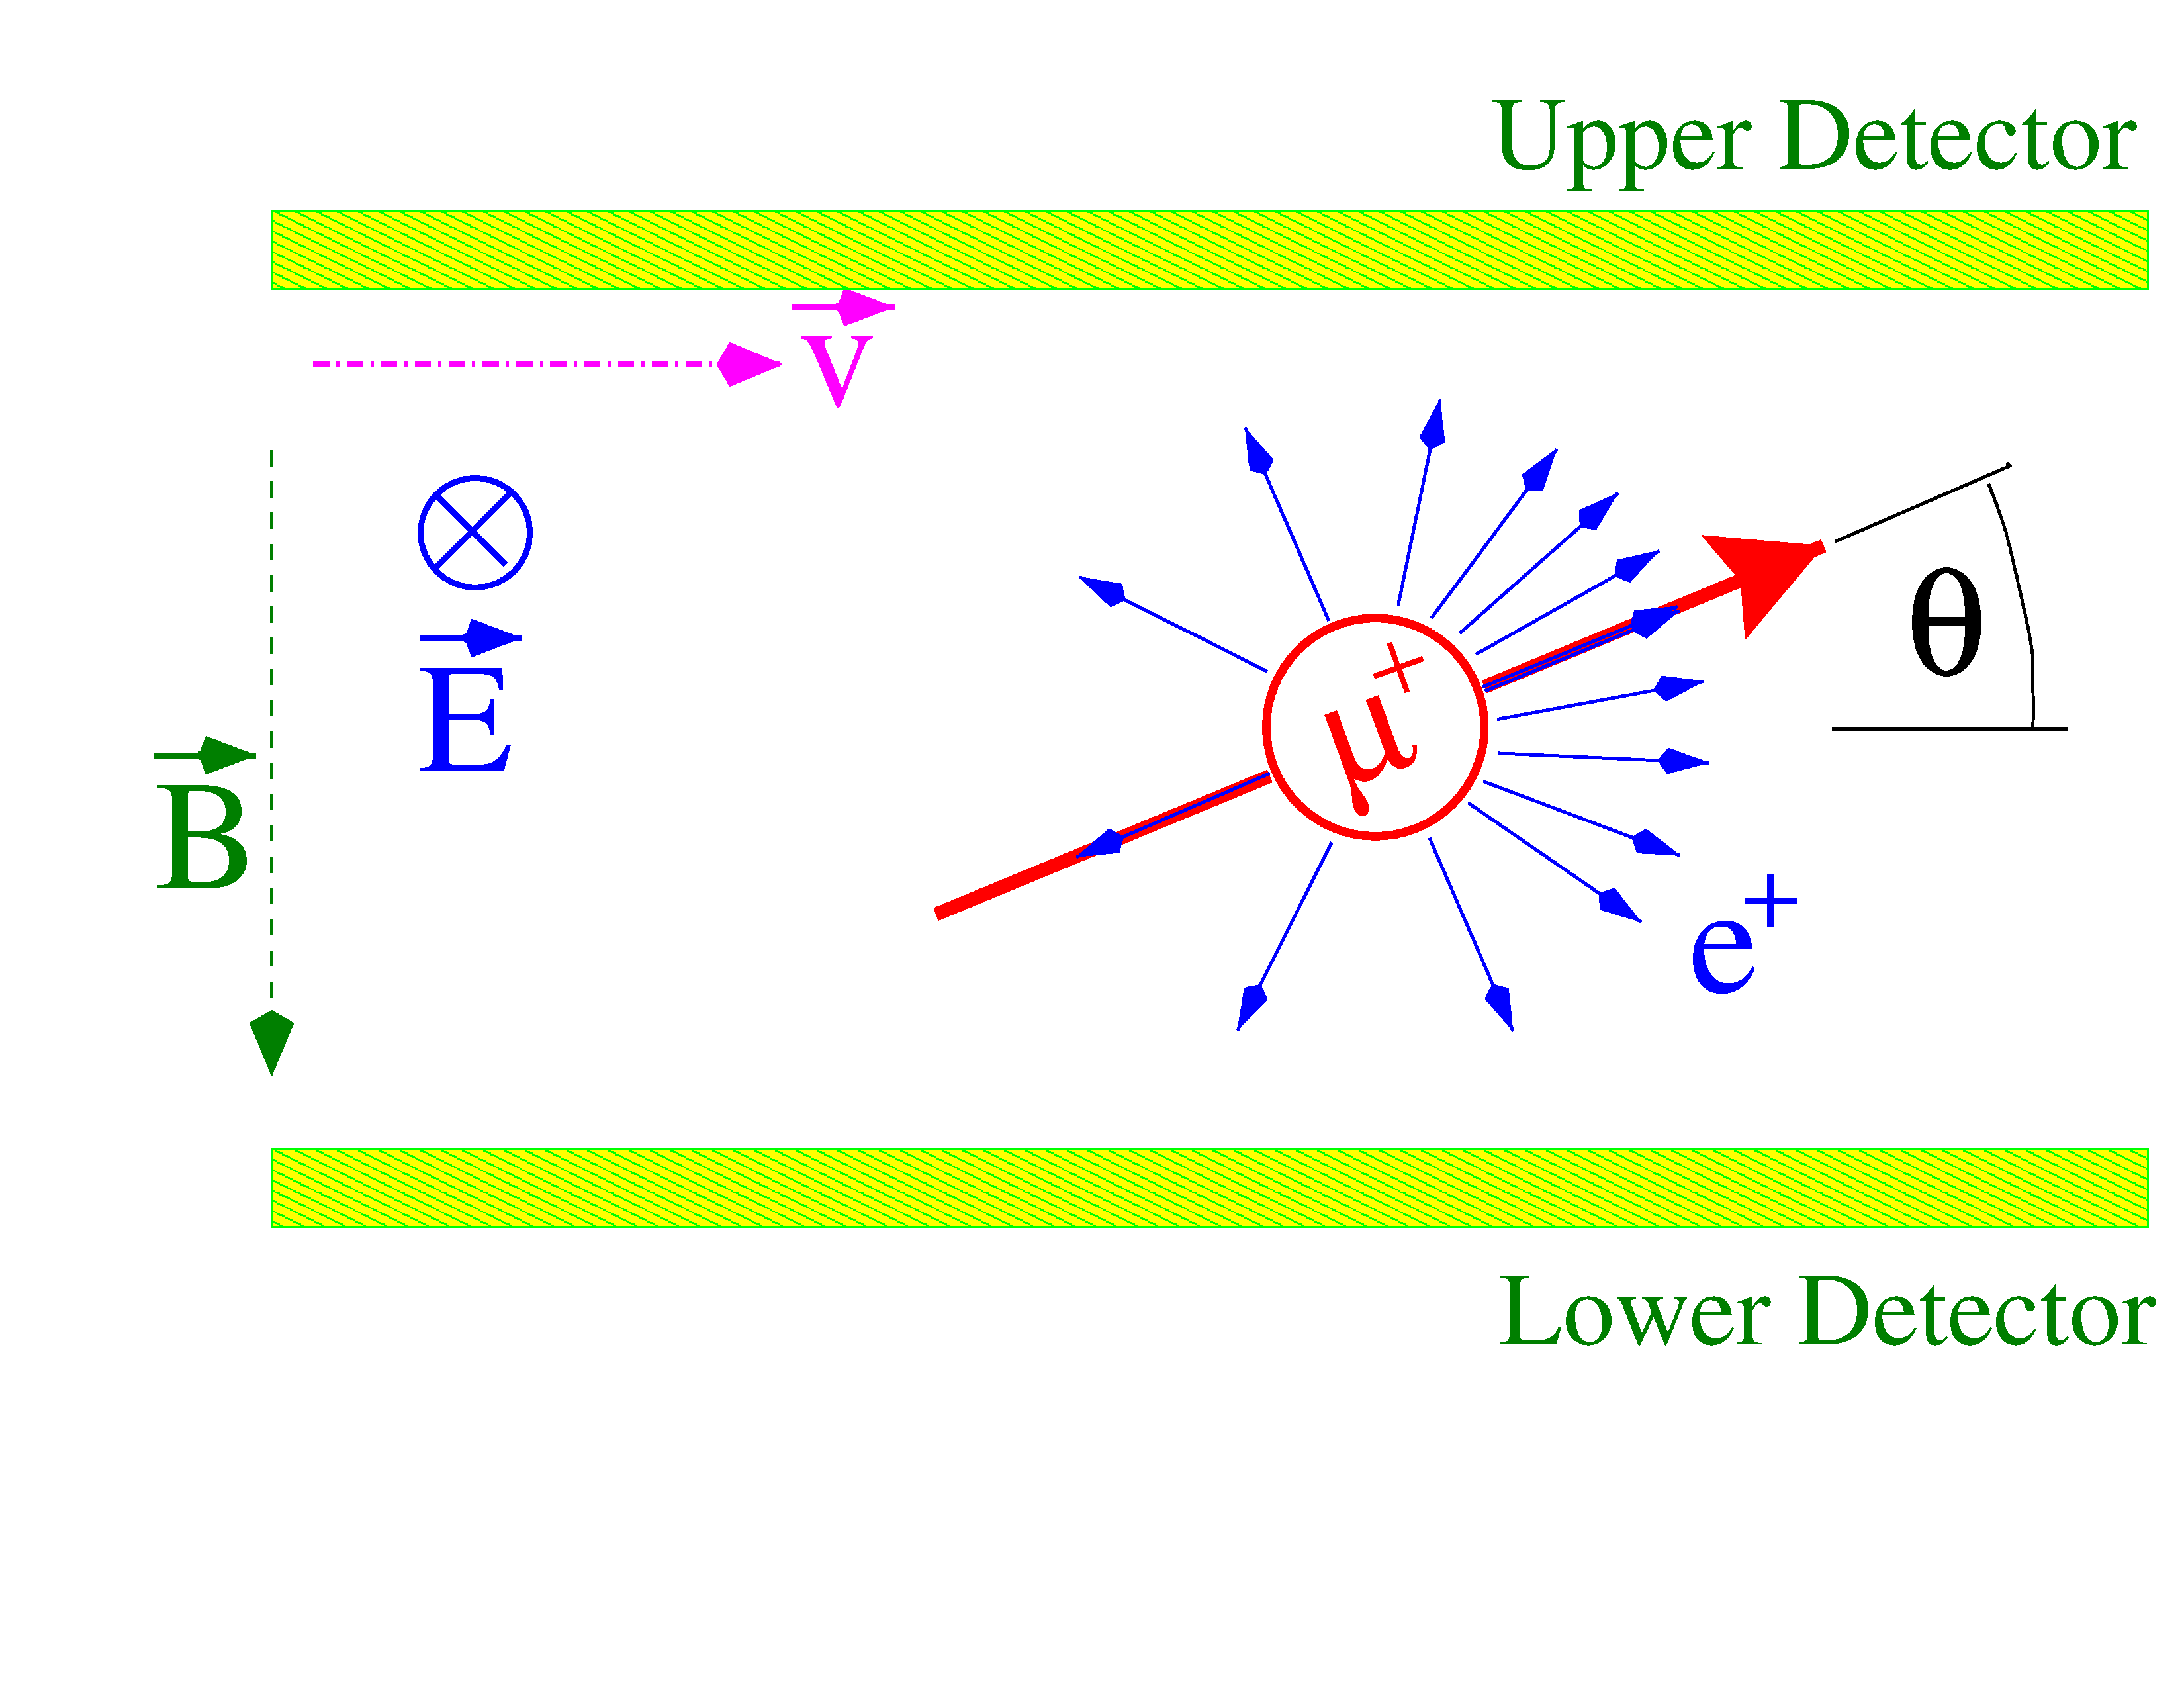 Upper Detector
v
E
B
μ+
θ
e+
Lower Detector